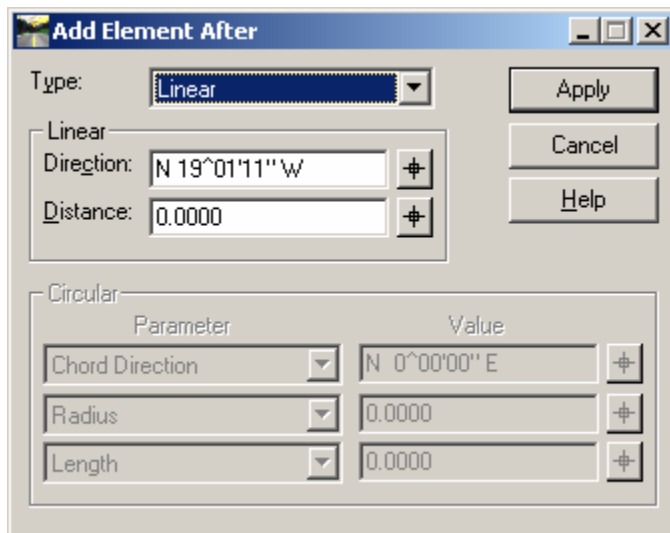 Add Element After
Type: Linear
Apply
Linear
Cancel
Direction: N 19^01'11" W
Distance: 0.0000
Help
Circular
Parameter Value
Chord Direction N 0^00'00" E
Radius 0.0000
Length 0.0000